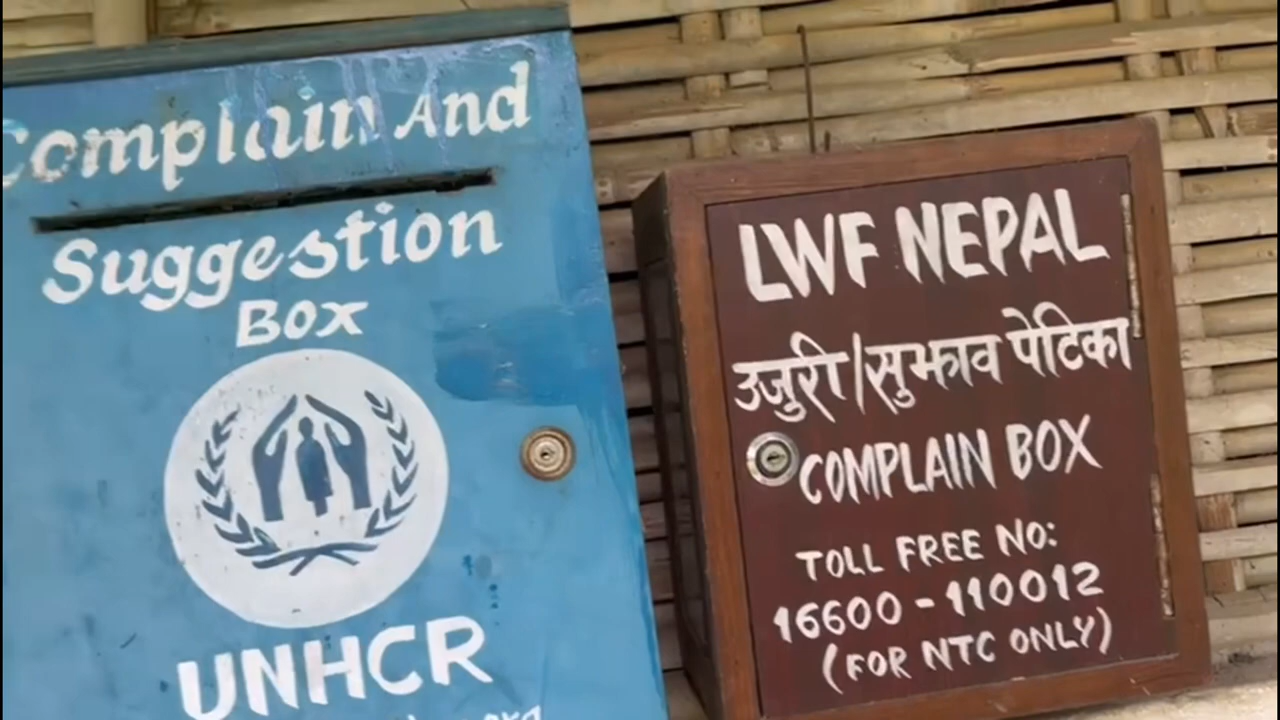 Complain And
Suggestion
Box
UNHCR
LWF NEPAL
उजुरी/सुझाव पेटिका
COMPLAIN BOX
TOLL FREE NO:
16600-110012
(FOR NTC ONLY)